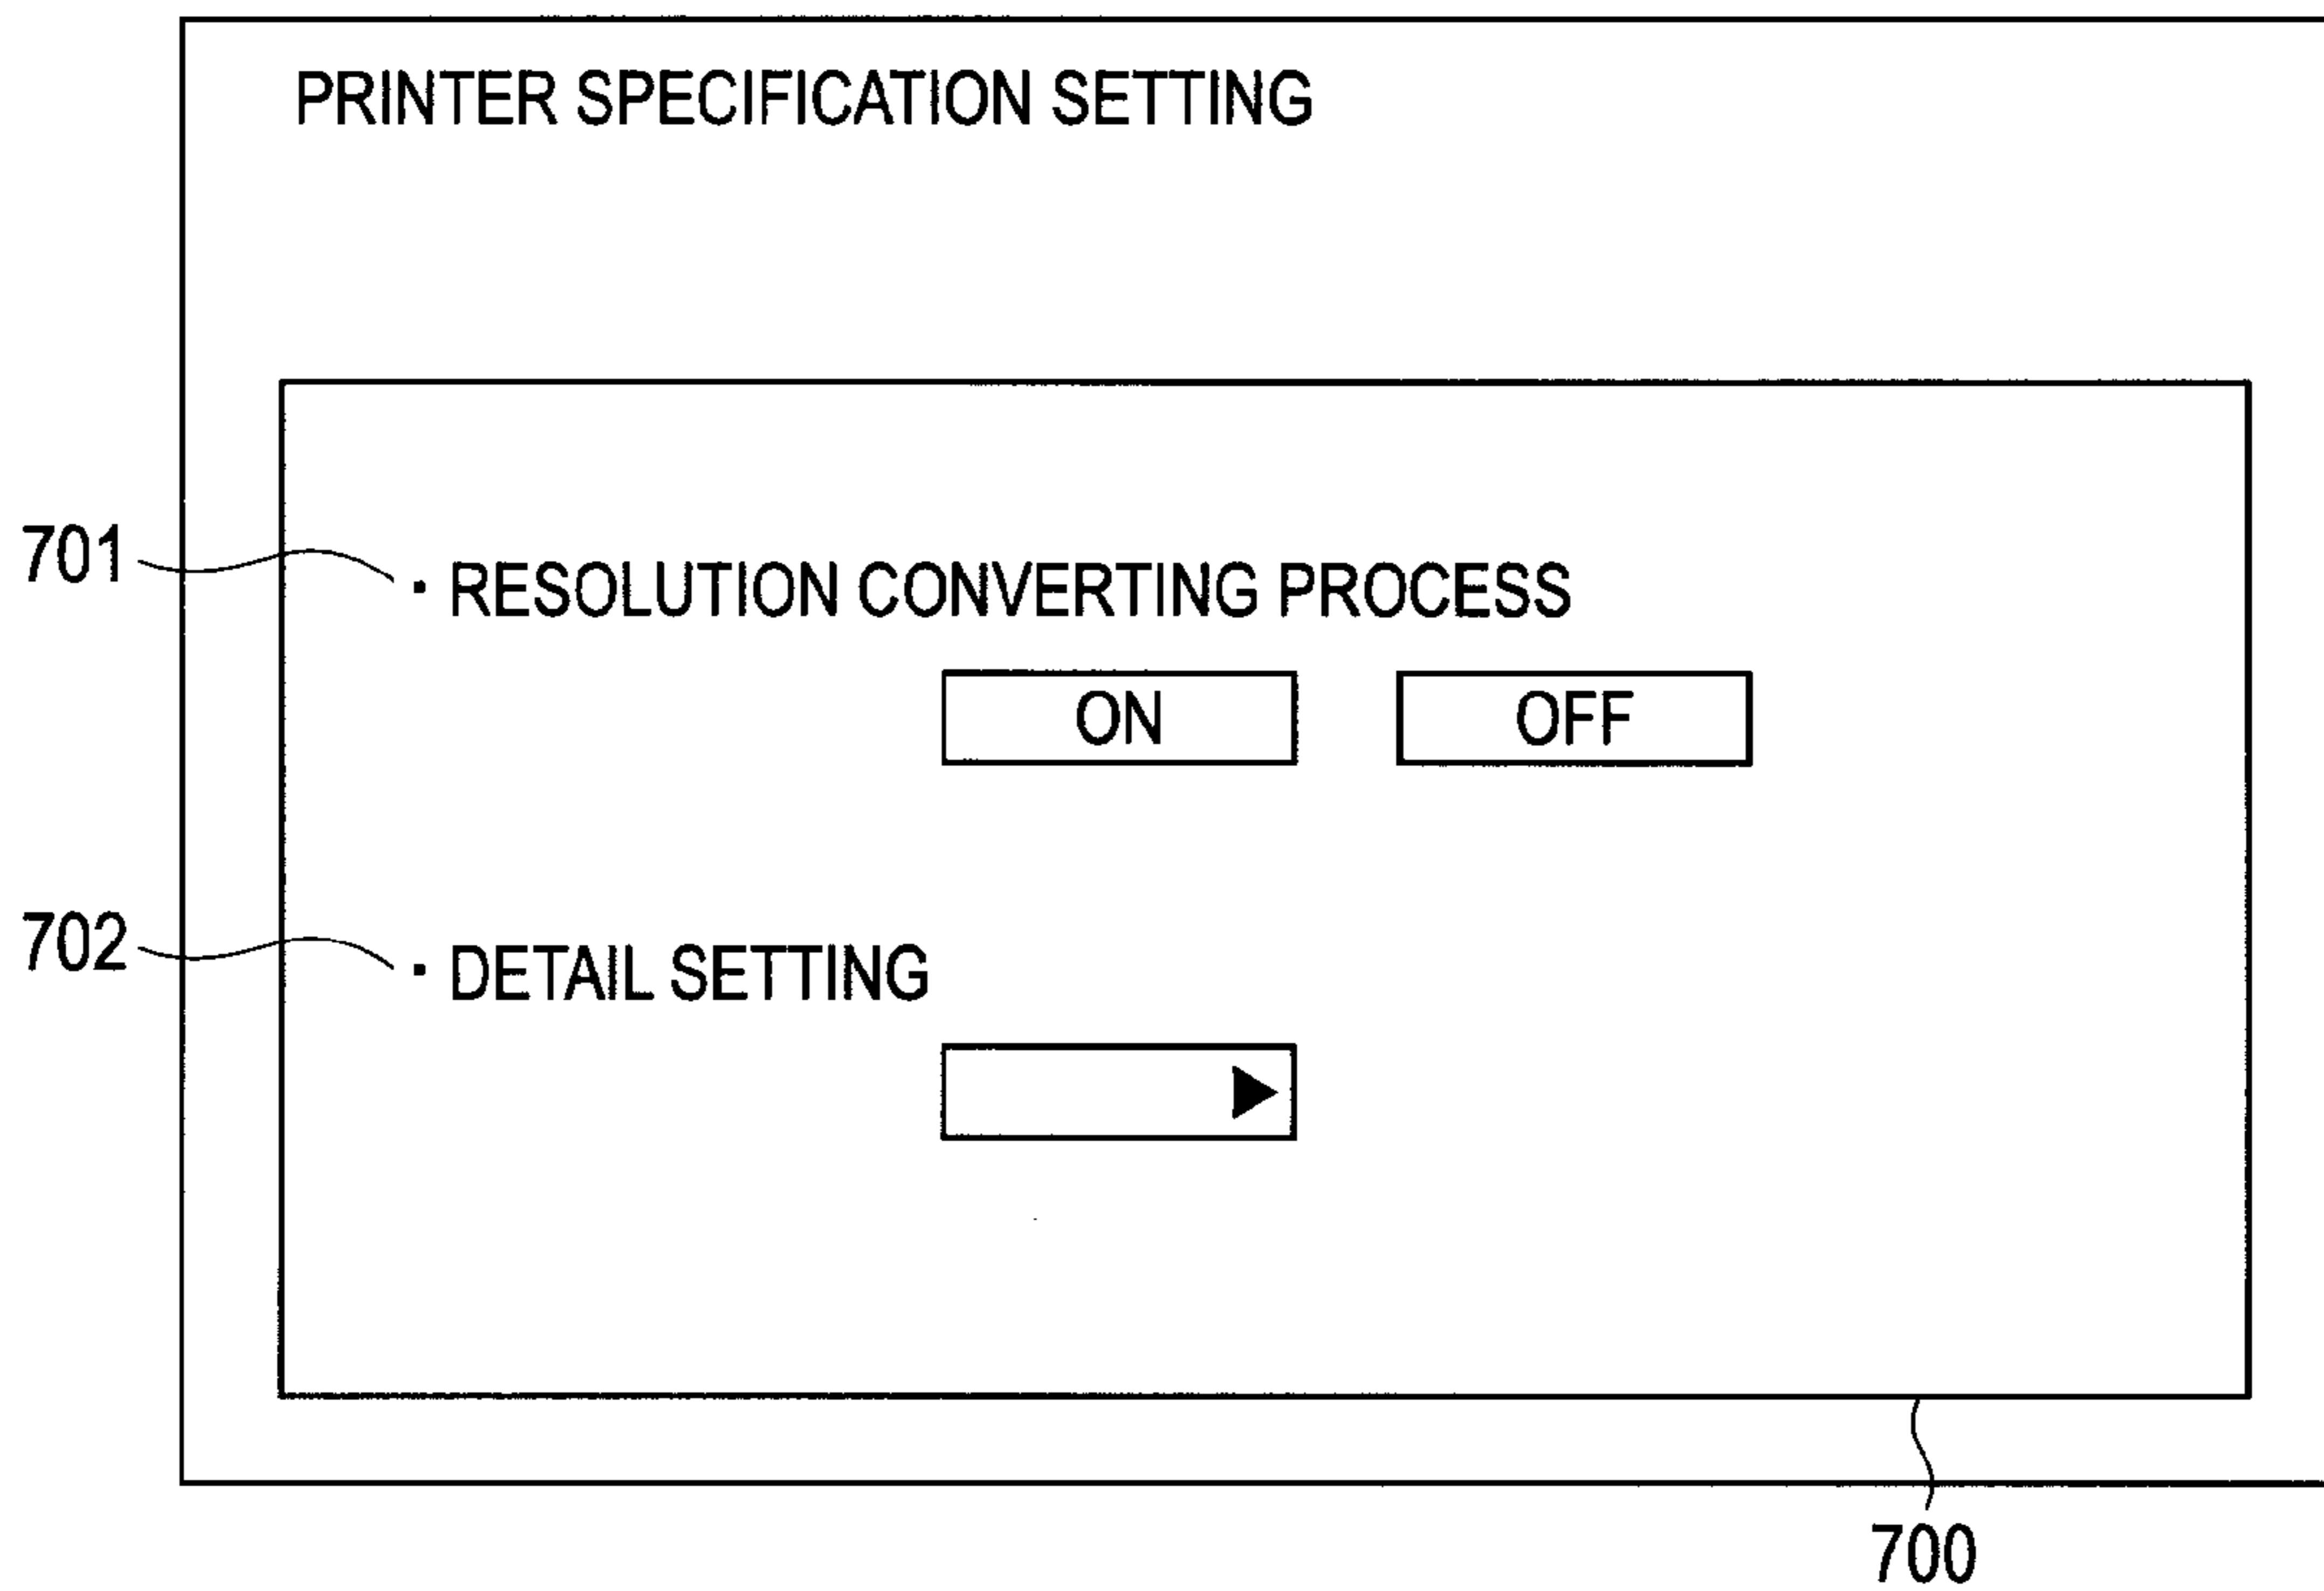 PRINTER SPECIFICATION SETTING
701
· RESOLUTION CONVERTING PROCESS
ON OFF
702
· DETAIL SETTING
700